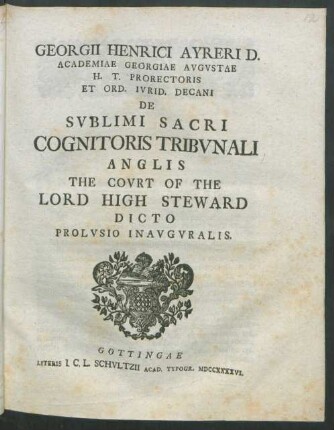 GEORGII HENRICI AYRERI D.
ACADEMIAE GEORGIAE AVGVSTAE
H. T. PRORECTORIS
ET ORD. IVRID. DECANI
DE
SVBLIMI SACRI
COGNITORIS TRIBVNALI
ANGLIS
THE COVRT OF THE
LORD HIGH STEWARD
DICTO
PROLVSIO INAVGVRALIS.
GOTTINGAE
LITERIS I. C. L. SCHVLTZII ACAD. TYPOGR. MDCCXXXXVI.